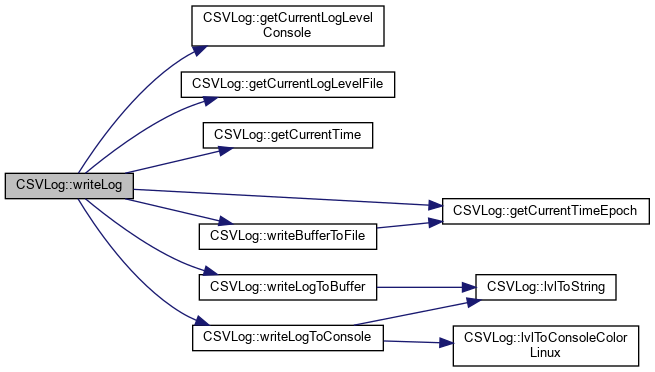 CSVLog::getCurrentLogLevel
Console
CSVLog::getCurrentLogLevelFile
CSVLog::getCurrentTime
CSVLog::writeLog
CSVLog::getCurrentTimeEpoch
CSVLog::writeBufferToFile
CSVLog::writeLogToBuffer
CSVLog::lvlToString
CSVLog::writeLogToConsole
CSVLog::lvlToConsoleColor
Linux